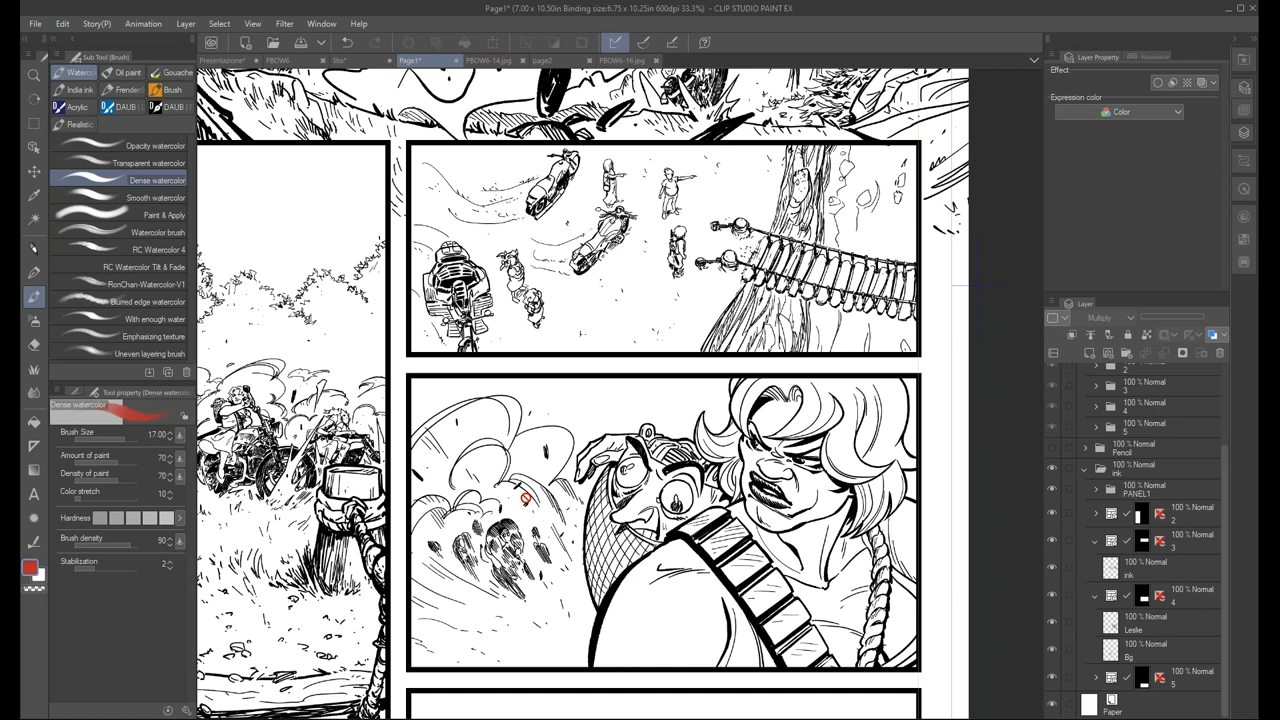 Page1* (7.00 x 10.50in Binding size:6.75 x 10.25in 600dpi 33.3%) - CLIP STUDIO PAINT EX
File Edit Story(P) Animation Layer Select View Filter Window Help
Sub Tool (Brush)
Presentazione* PBOW6 Sbs* Page1* PBOW6-14.jpg page2 PBOW6-16.jpg
Layer Property
Effect
Waterco Oil paint Gouache
India ink Frenden Brush
Expression color
Acrylic DAUB DAUB
Color
Realistic
Opacity watercolor
Transparent watercolor
Dense watercolor
Smooth watercolor
Paint & Apply
Watercolor brush
RC Watercolor 4
RC Watercolor Tilt & Fade
RonChan-Watercolor-V1
Blurred edge watercolor
With enough water
Emphasizing texture
Uneven layering brush
Layer
Multiply
Tool property [Dense watercolor
Dense watercolor
Brush Size 17.00
Amount of paint 70
Density of paint 70
Color stretch 10
Hardness
Brush density 90
Stabilization 2
2
100 % Normal
3
100 % Normal
4
100 % Normal
5
100 % Normal
Pencil
100 % Normal
ink
100 % Normal
PANEL1
100 % Normal
2
100 % Normal
3
100 % Normal
ink
100 % Normal
4
100 % Normal
Leslie
100 % Normal
Bg
100 % Normal
5
Paper